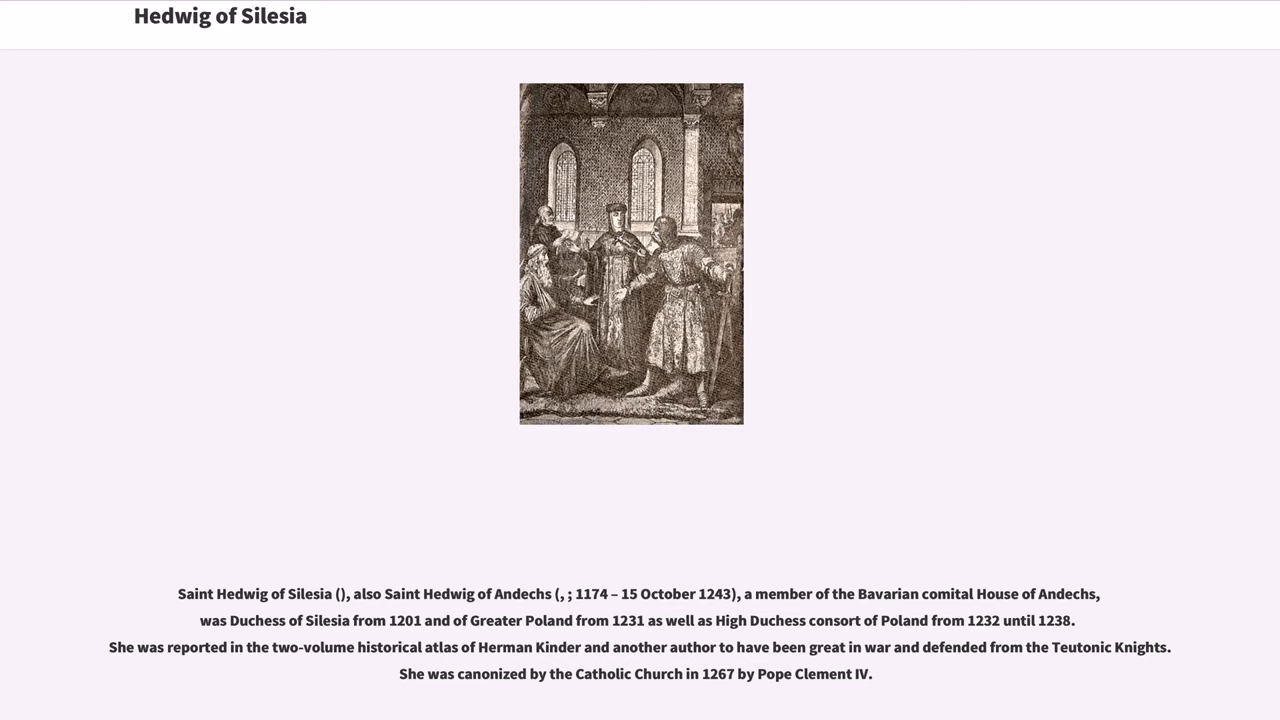 Hedwig of Silesia
Saint Hedwig of Silesia (), also Saint Hedwig of Andechs (, ; 1174 – 15 October 1243), a member of the Bavarian comital House of Andechs,
was Duchess of Silesia from 1201 and of Greater Poland from 1231 as well as High Duchess consort of Poland from 1232 until 1238.
She was reported in the two-volume historical atlas of Herman Kinder and another author to have been great in war and defended from the Teutonic Knights.
She was canonized by the Catholic Church in 1267 by Pope Clement IV.